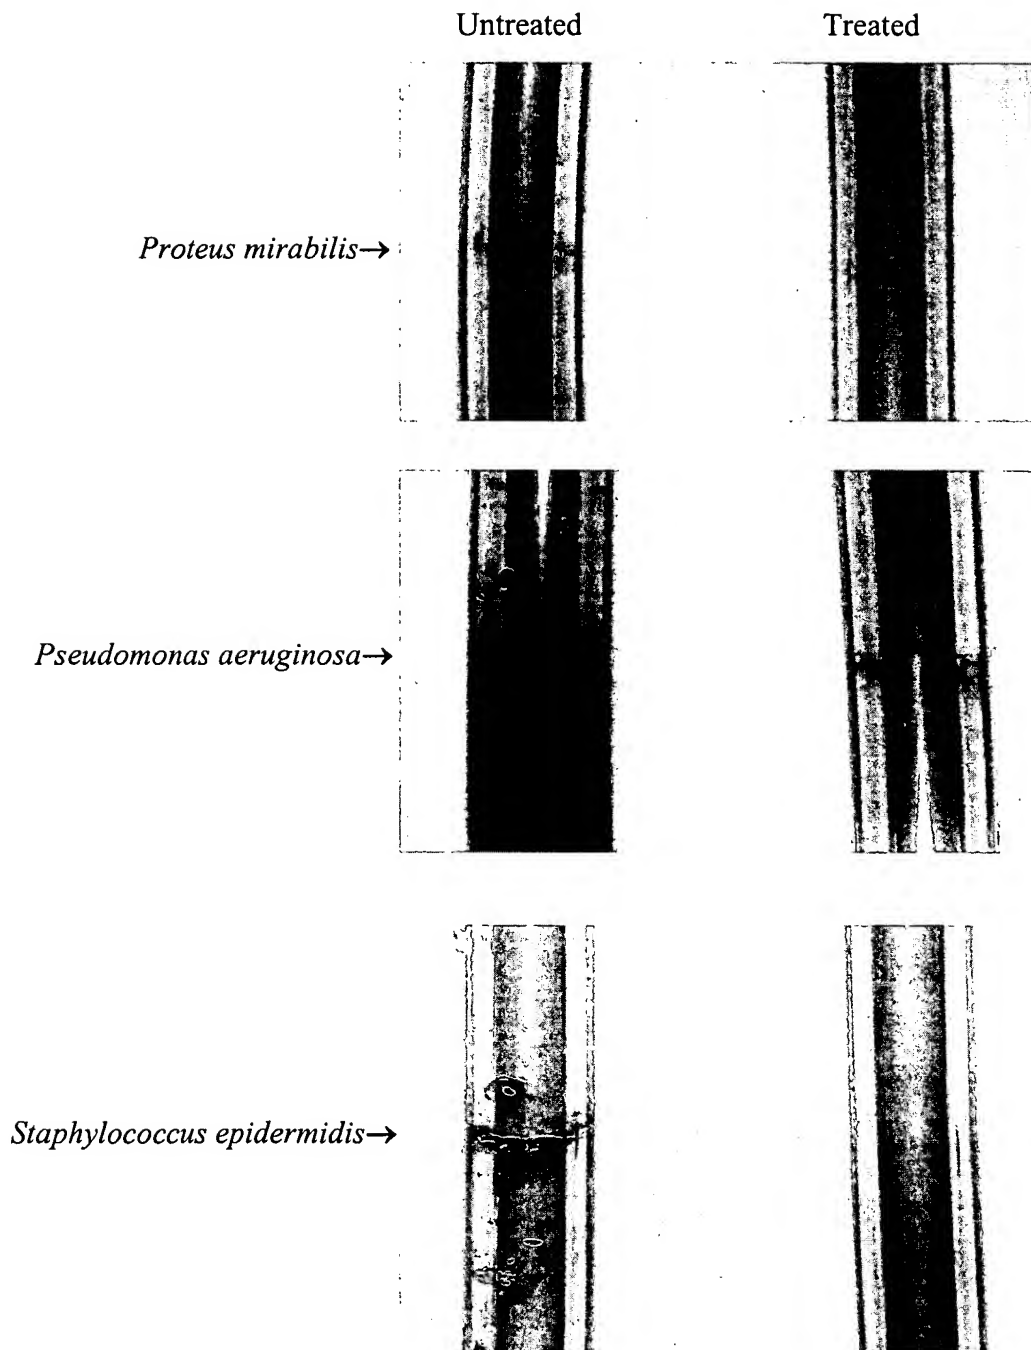 Untreated Treated
Proteus mirabilis→
Pseudomonas aeruginosa→
Staphylococcus epidermidis→